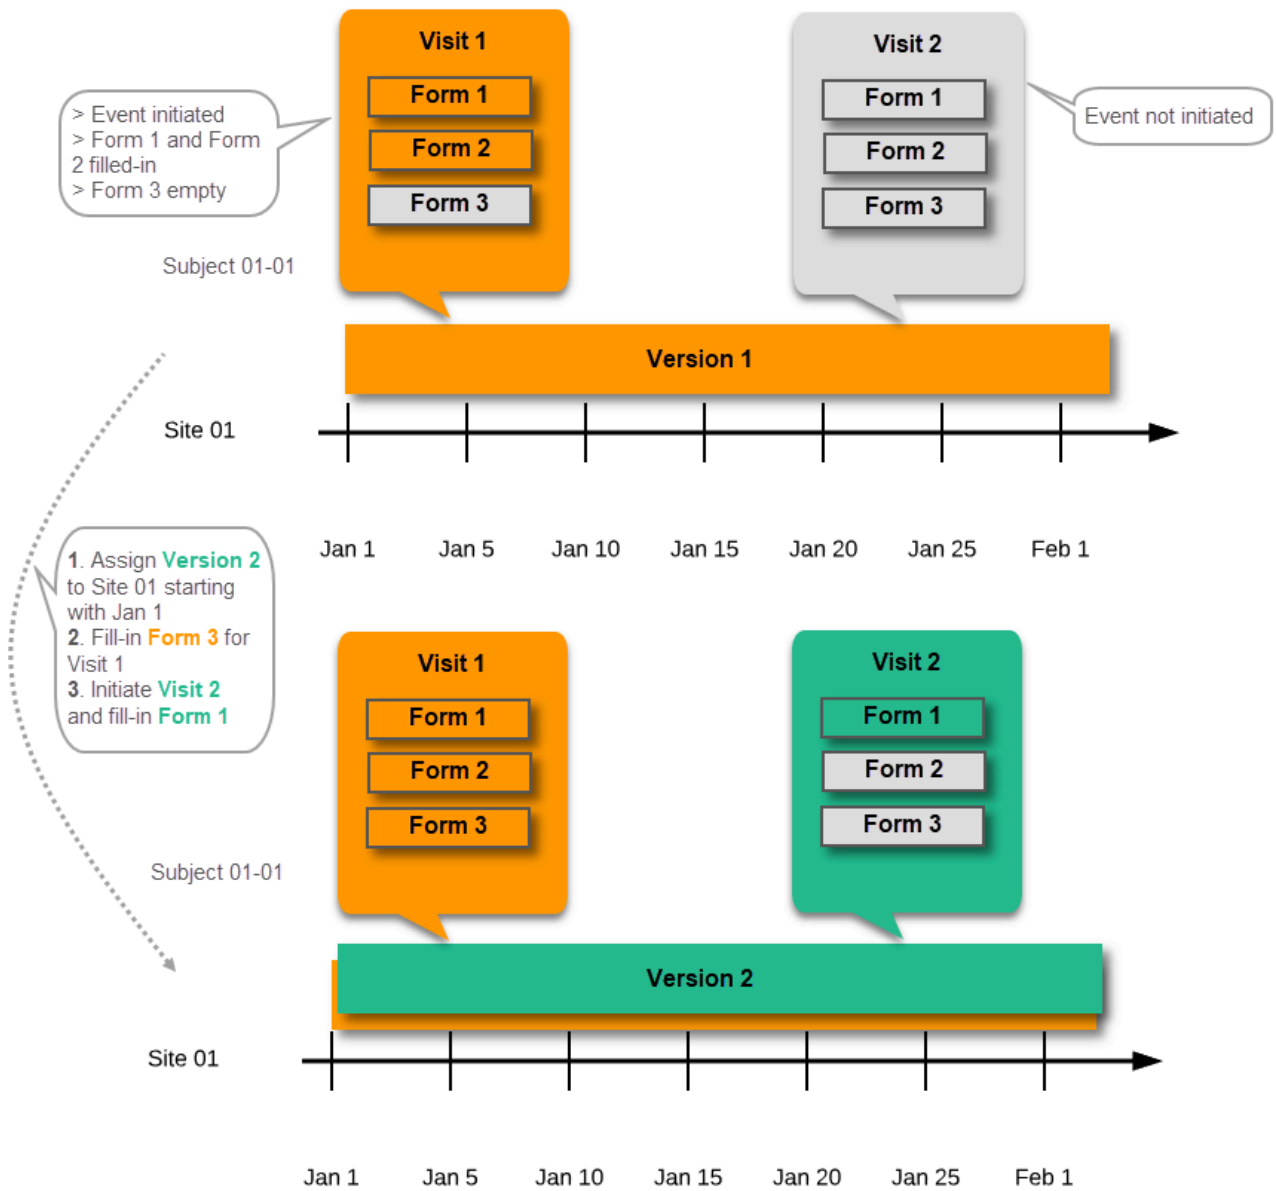 Visit 1
Form 1
Form 2
Form 3
> Event initiated
> Form 1 and Form
2 filled-in
> Form 3 empty
Visit 2
Form 1
Form 2
Form 3
Event not initiated
Subject 01-01
Version 1
Site 01
Jan 1
Jan 5
Jan 10
Jan 15
Jan 20
Jan 25
Feb 1
1. Assign Version 2
to Site 01 starting
with Jan 1
2. Fill-in Form 3 for
Visit 1
3. Initiate Visit 2
and fill-in Form 1
Visit 1
Form 1
Form 2
Form 3
Visit 2
Form 1
Form 2
Form 3
Subject 01-01
Version 2
Site 01
Jan 1
Jan 5
Jan 10
Jan 15
Jan 20
Jan 25
Feb 1